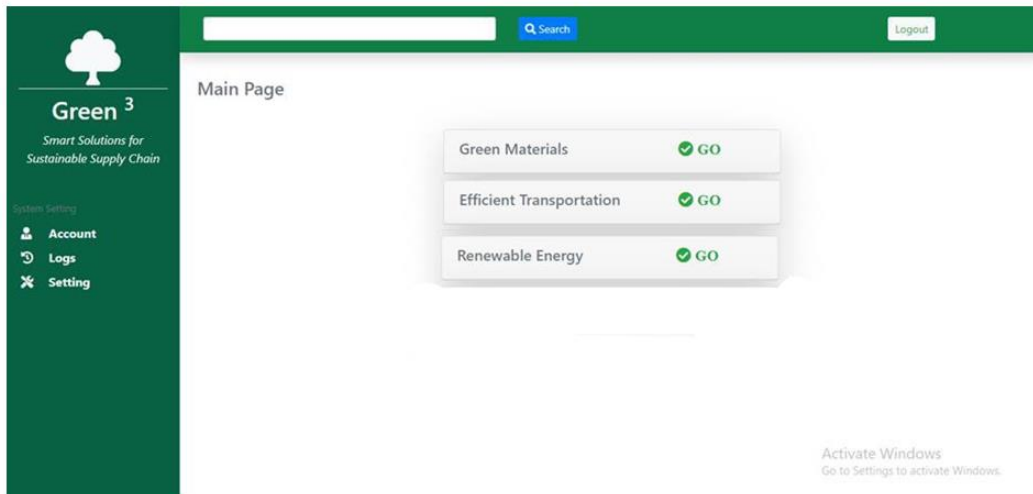 Search
Logout
Green 3
Smart Solutions for
Sustainable Supply Chain
System Setting
Account
Logs
Setting
Main Page
Green Materials GO
Efficient Transportation GO
Renewable Energy GO
Activate Windows
Go to Settings to activate Windows.